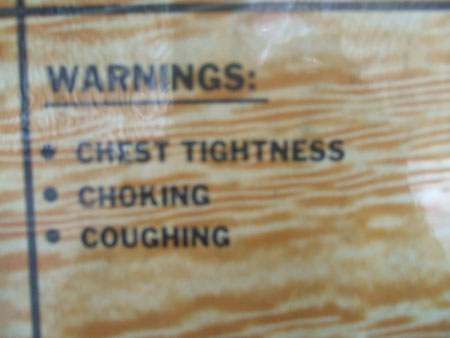 WARNINGS:
• CHEST TIGHTNESS
• CHOKING
• COUGHING